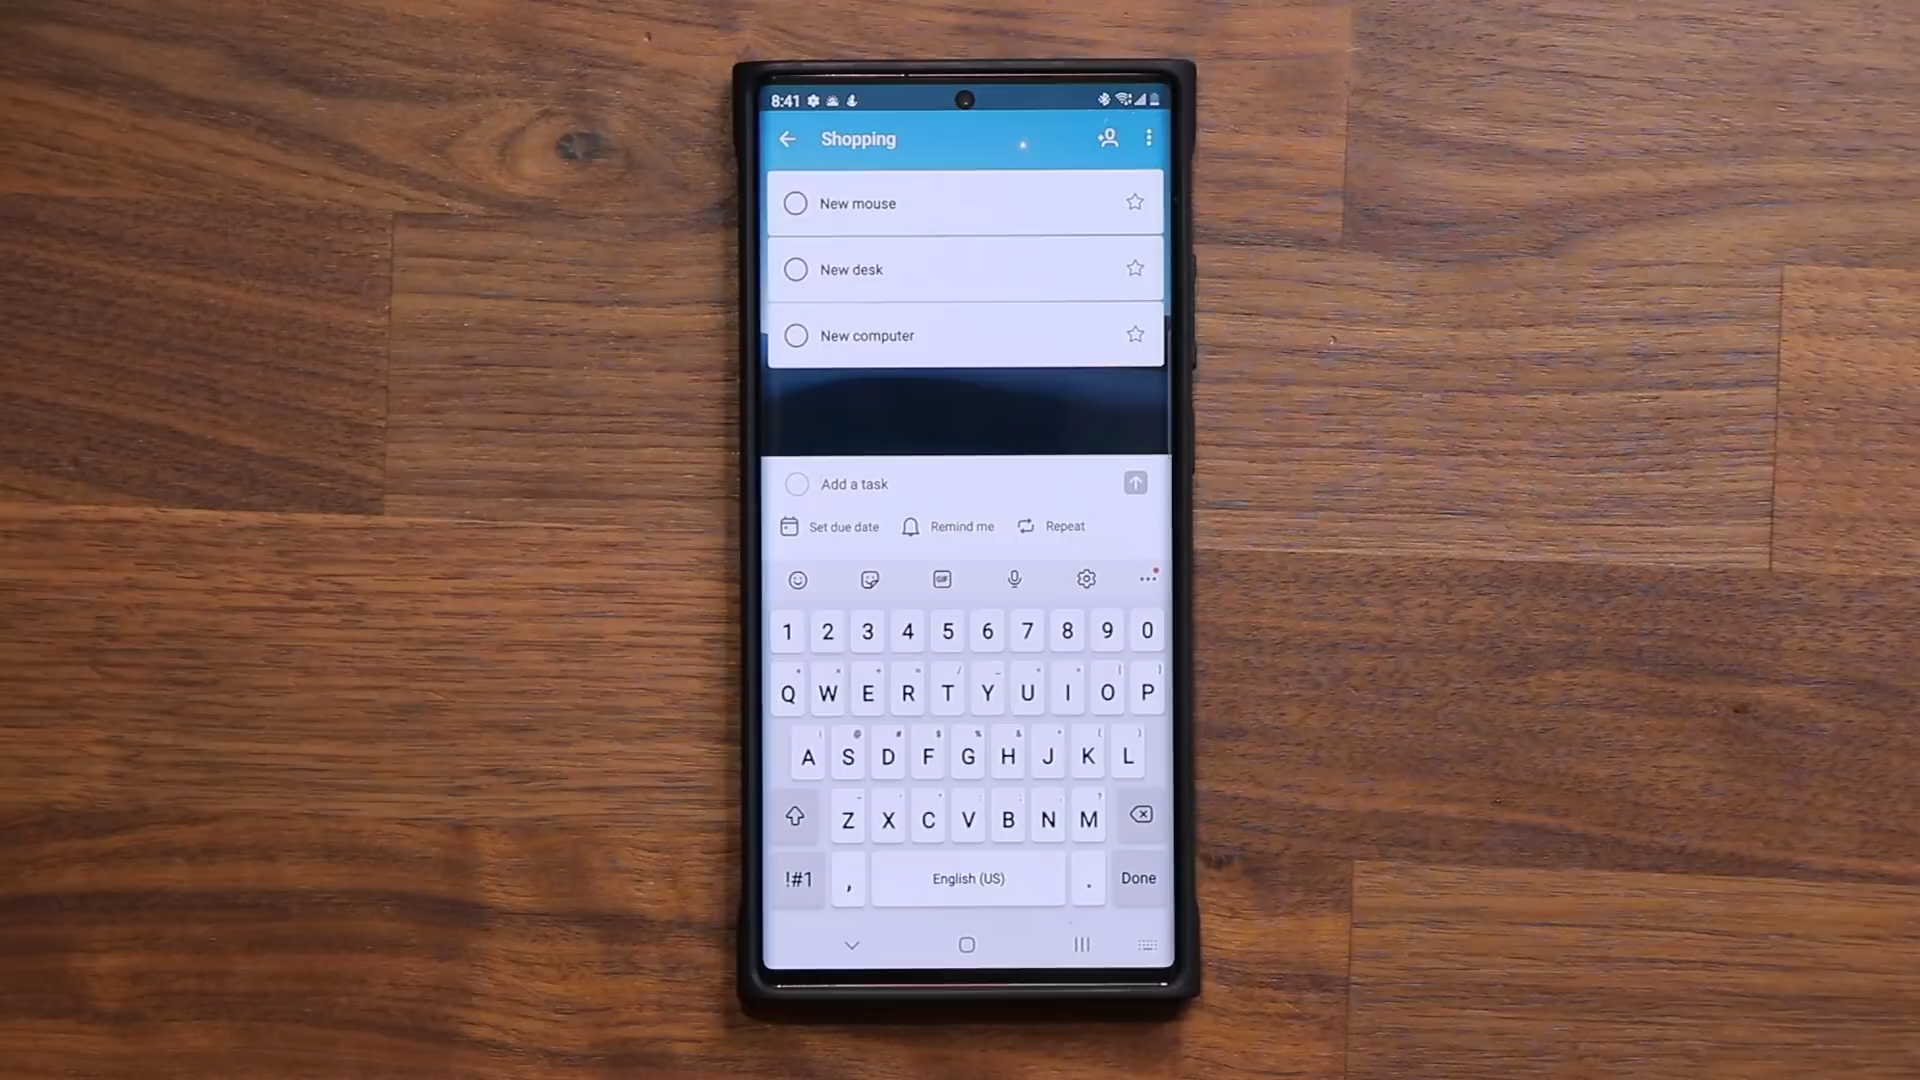 8:41
Shopping
New mouse
New desk
New computer
Add a task
Set due date Remind me Repeat
GIF
1 2 3 4 5 6 7 8 9 0
Q W E R T Y U I O P
A S D F G H J K L
Z X C V B N M
!#1 , English (US) . Done